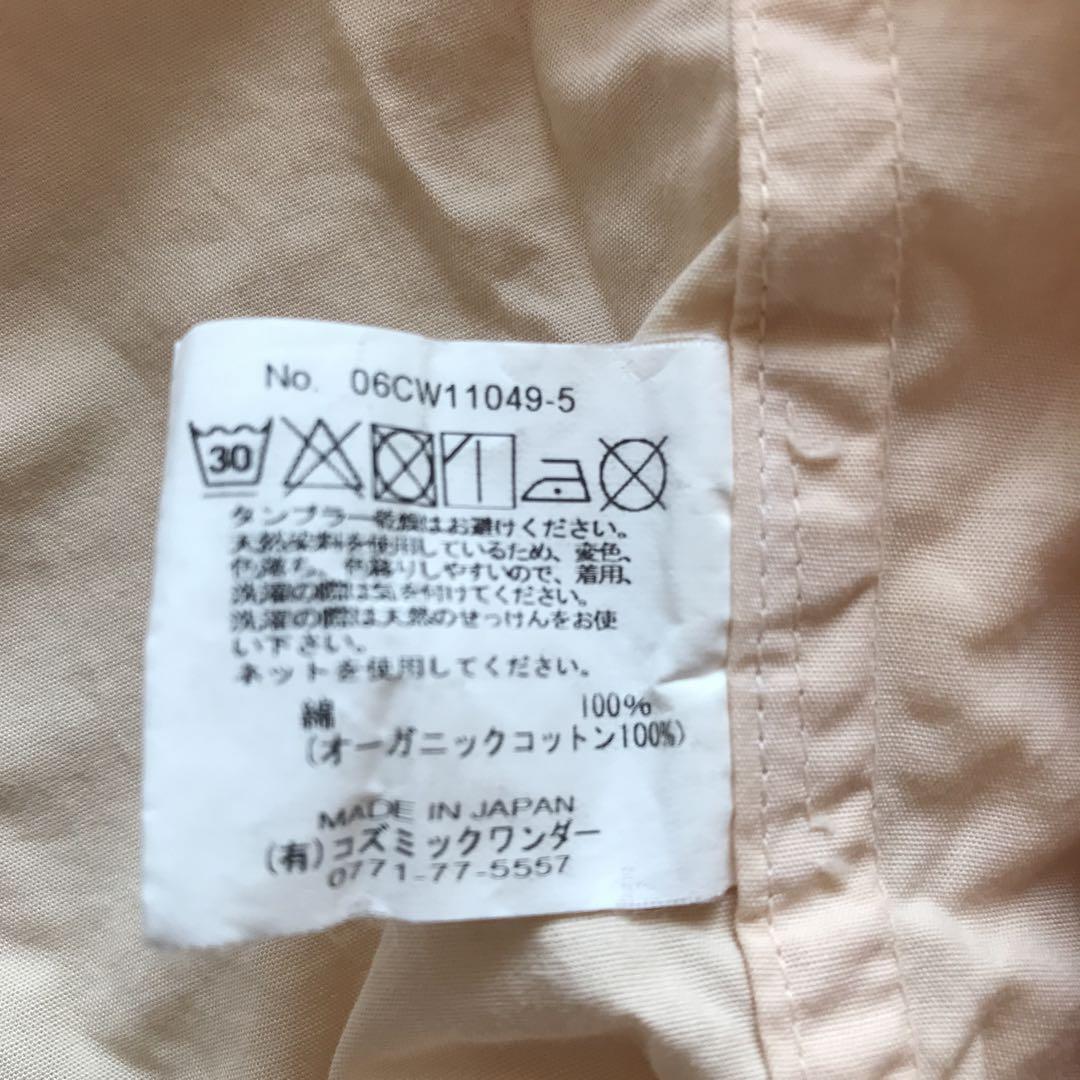 No. 06CW11049-5
30
タンブラー乾燥はお避けください。
天然染料を使用しているため、変色、
色落ち、色移りしやすいので、着用、
洗濯の際は気を付けてください。
洗濯の際は天然のせっけんをお使
い下さい。
ネットを使用してください。
綿 100%
(オーガニックコットン100%)
MADE IN JAPAN
(有)コズミックワンダー
0771-77-5557